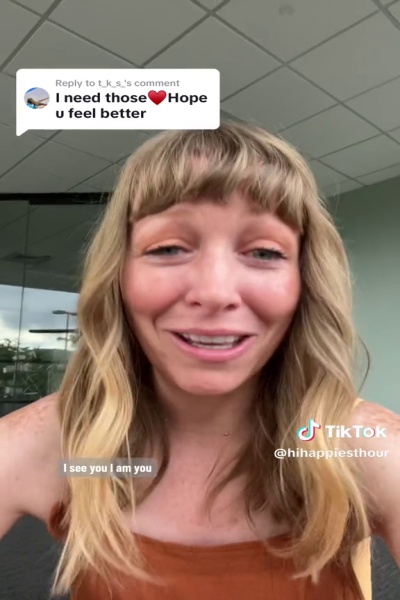 Reply to t_k_s_'s comment
I need those❤️Hope
u feel better
I see you I am you
TikTok
@hihappiesthour